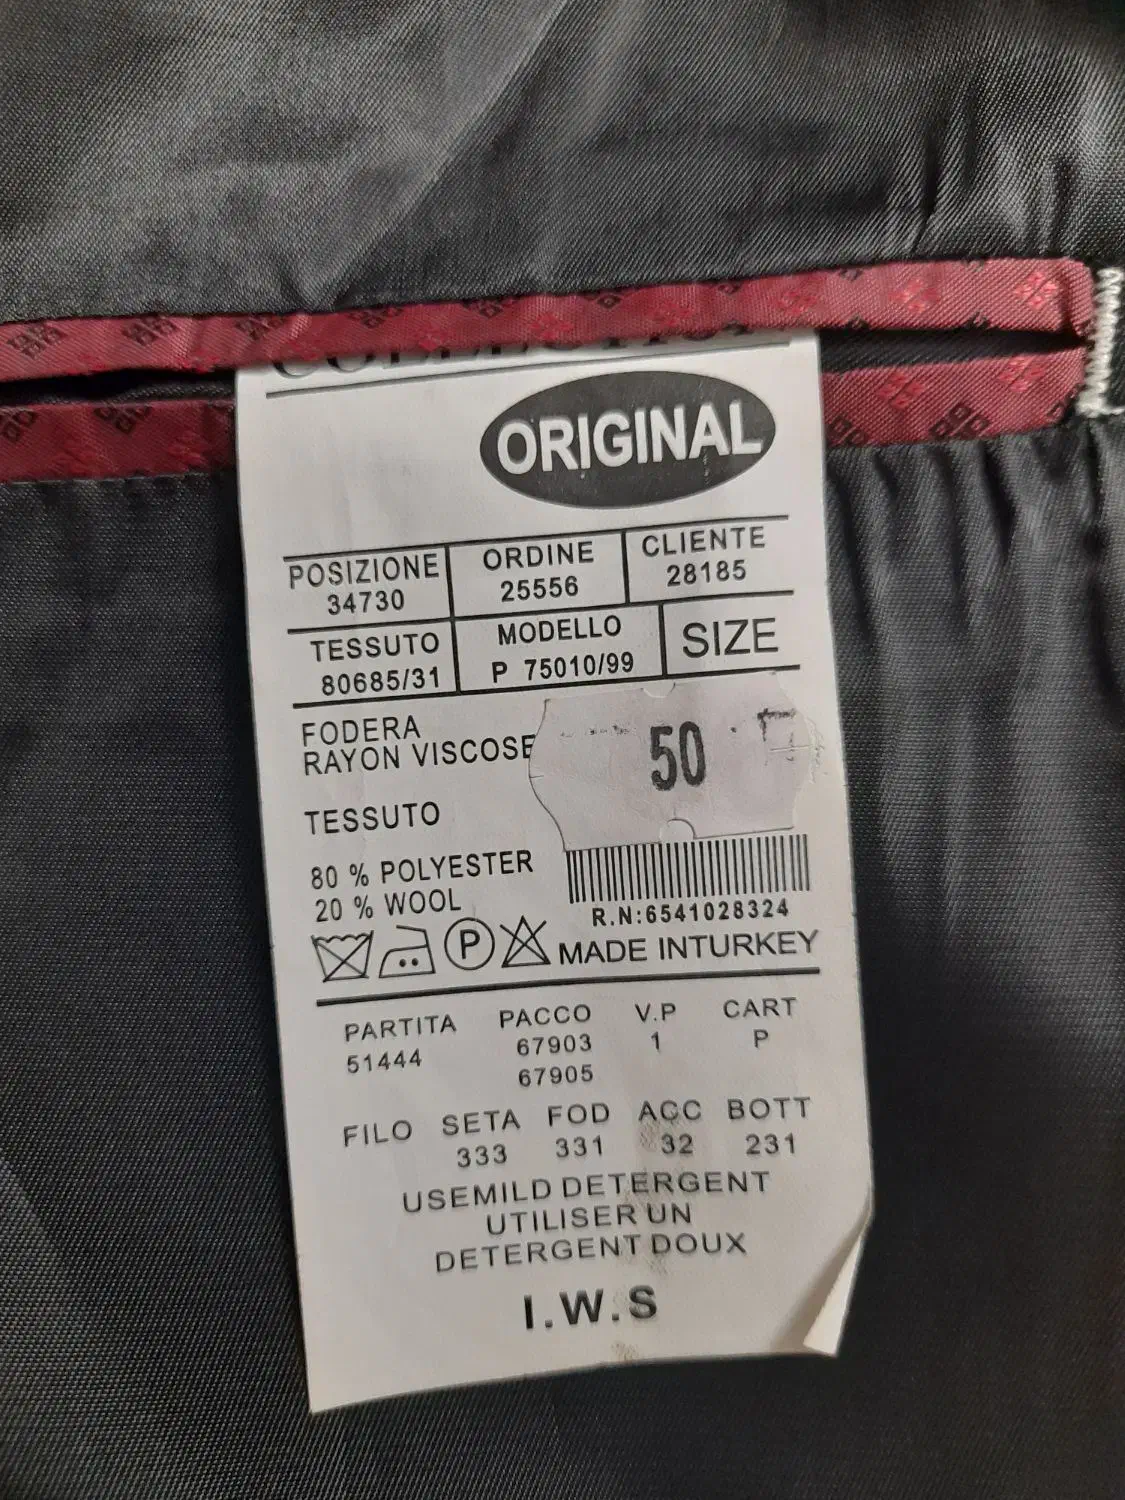 COLLECTION
ORIGINAL
POSIZIONE ORDINE CLIENTE
34730 25556 28185
TESSUTO MODELLO SIZE
80685/31 P 75010/99
FODERA
RAYON VISCOSE
50
TESSUTO
80 % POLYESTER
20 % WOOL
R.N:6541028324
P
MADE INTURKEY
PARTITA PACCO V.P CART
51444 67903 1 P
67905
FILO SETA FOD ACC BOTT
333 331 32 231
USEMILD DETERGENT
UTILISER UN
DETERGENT DOUX
I.W.S